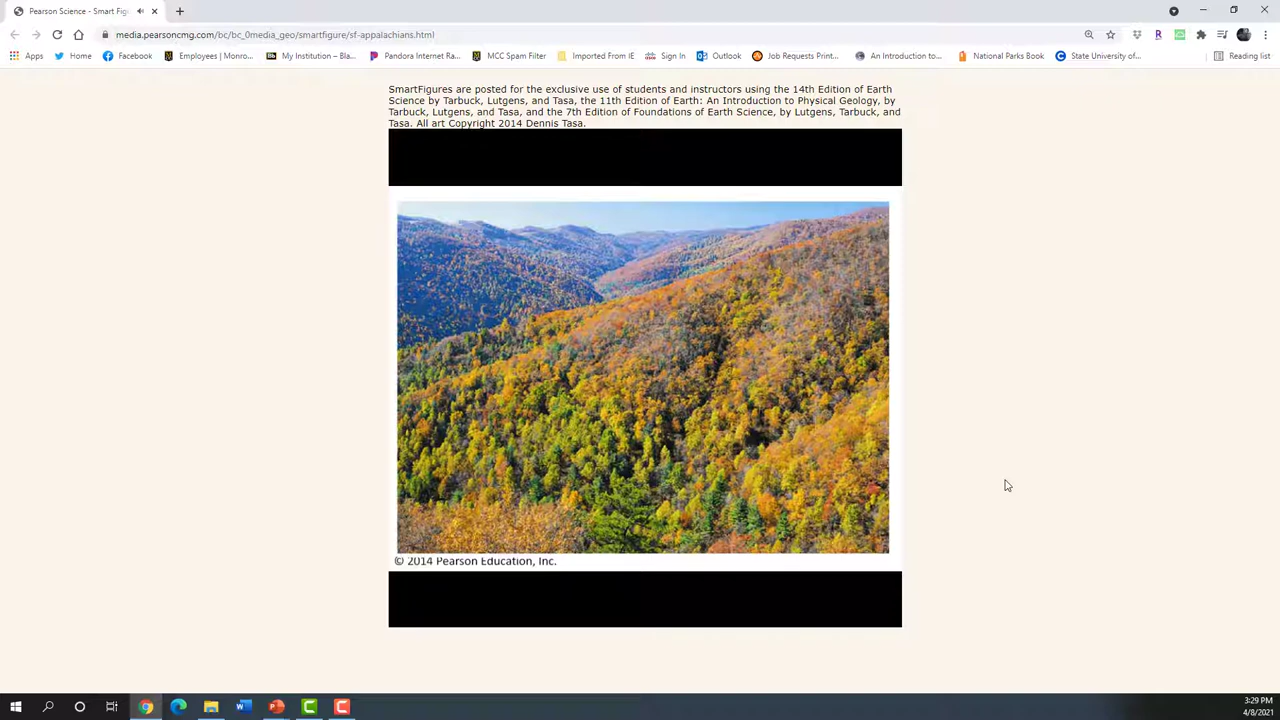 Pearson Science - Smart Fig
media.pearsoncmg.com/bc/bc_0media_geo/smartfigure/sf-appalachians.html
Apps Home Facebook Employees | Monro... My Institution – Bla... Pandora Internet Ra... MCC Spam Filter Imported From IE Sign In Outlook Job Requests Print... An Introduction to... National Parks Book State University of... Reading list
SmartFigures are posted for the exclusive use of students and instructors using the 14th Edition of Earth
Science by Tarbuck, Lutgens, and Tasa, the 11th Edition of Earth: An Introduction to Physical Geology, by
Tarbuck, Lutgens, and Tasa, and the 7th Edition of Foundations of Earth Science, by Lutgens, Tarbuck, and
Tasa. All art Copyright 2014 Dennis Tasa.
© 2014 Pearson Education, Inc.
3:29 PM
4/8/2021